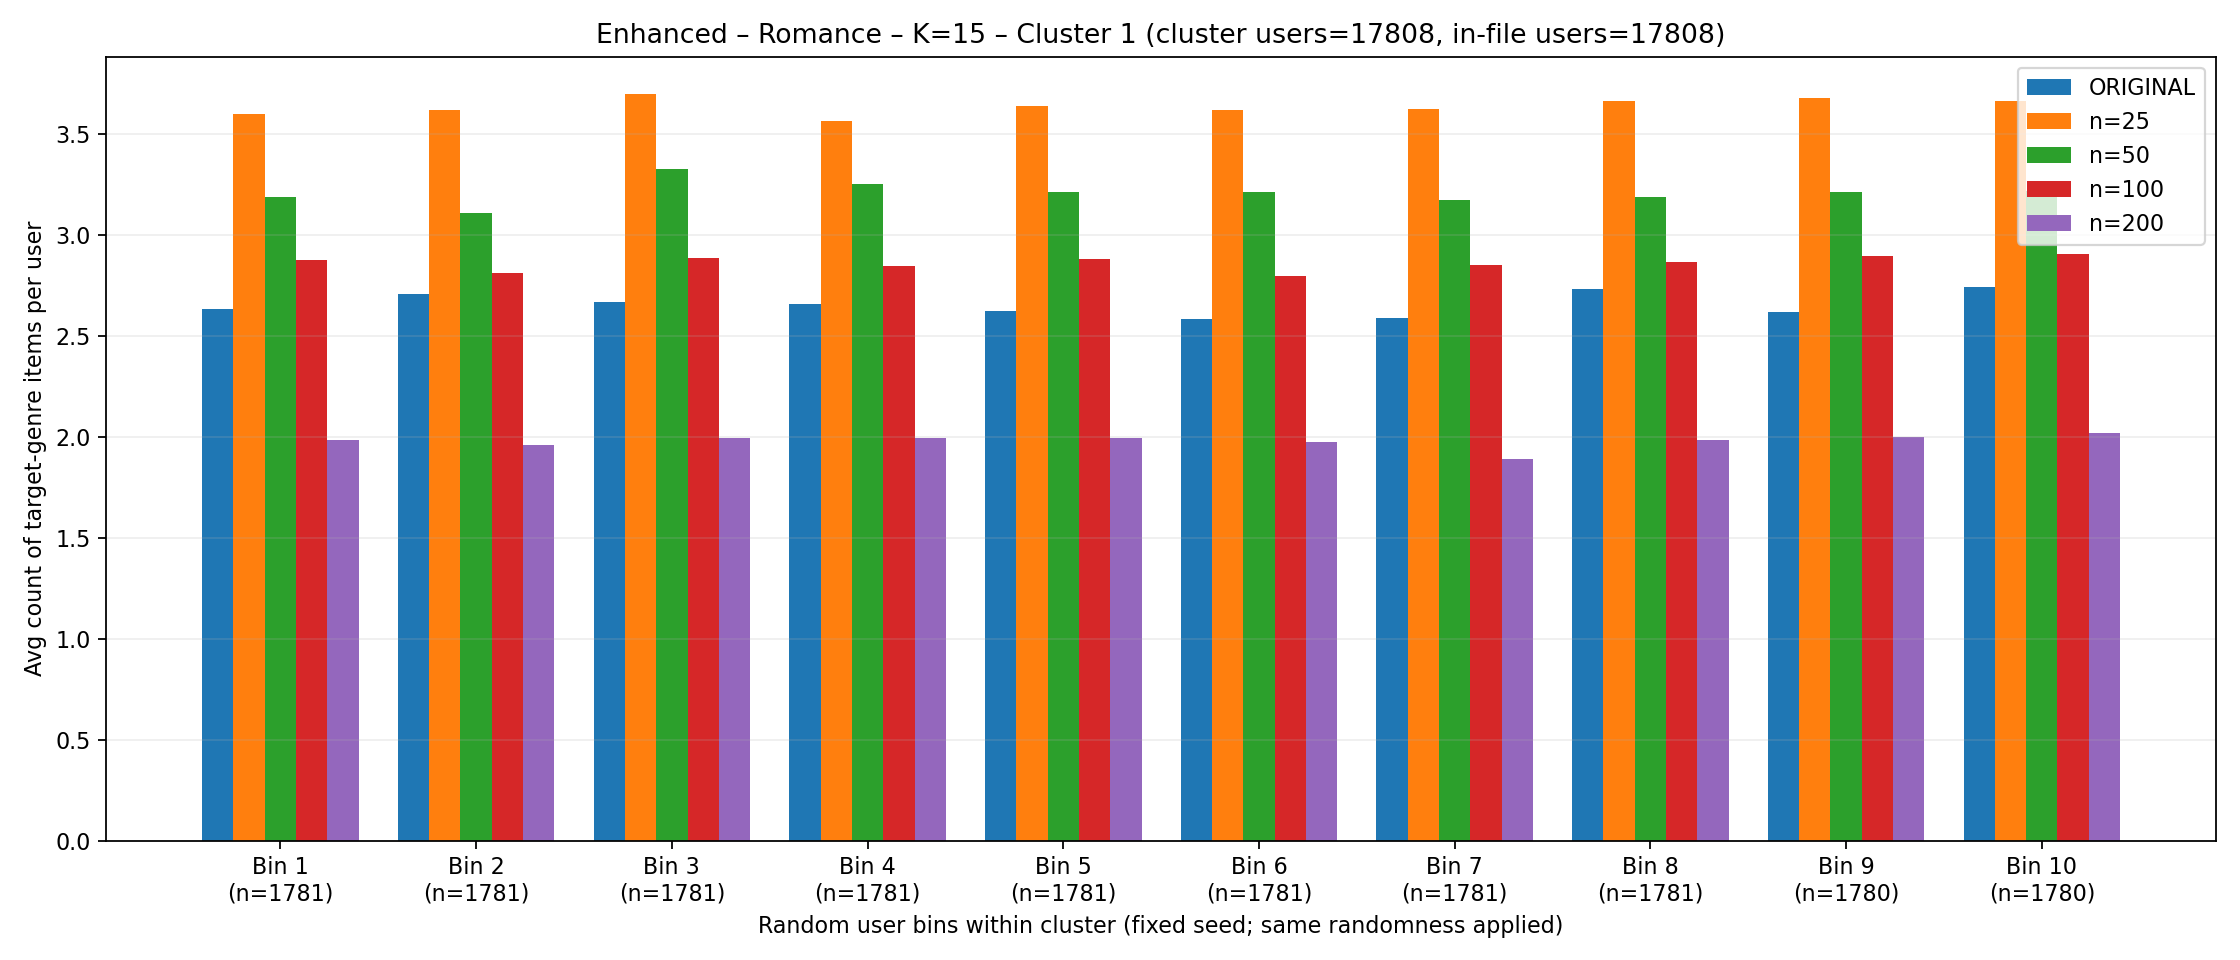 Enhanced – Romance – K=15 – Cluster 1 (cluster users=17808, in-file users=17808)
ORIGINAL
n=25
n=50
n=100
n=200
Avg count of target-genre items per user
3.5
3.0
2.5
2.0
1.5
1.0
0.5
0.0
Bin 1
(n=1781)
Bin 2
(n=1781)
Bin 3
(n=1781)
Bin 4
(n=1781)
Bin 5
(n=1781)
Bin 6
(n=1781)
Bin 7
(n=1781)
Bin 8
(n=1781)
Bin 9
(n=1780)
Bin 10
(n=1780)
Random user bins within cluster (fixed seed; same randomness applied)